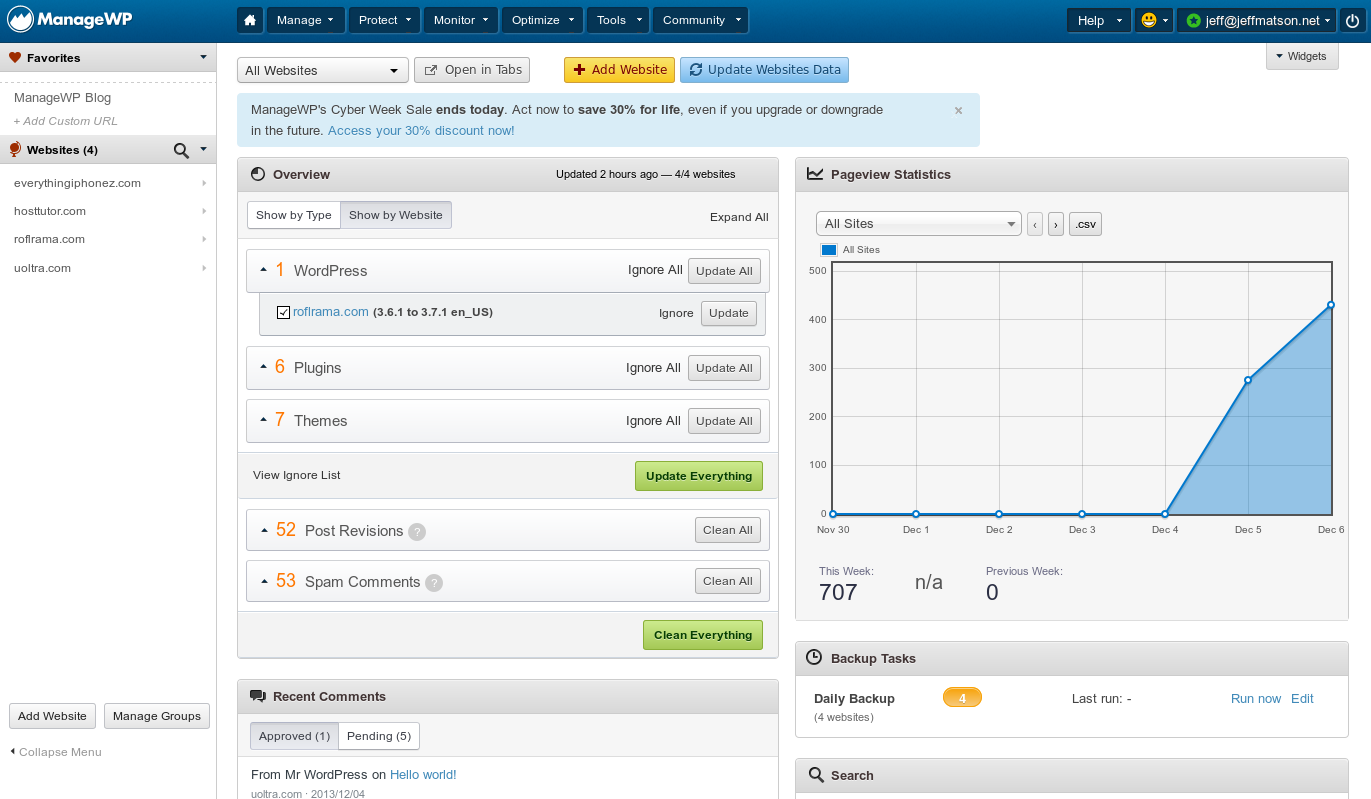 ManageWP
Manage
Protect
Monitor
Optimize
Tools
Community
Help
jeff@jeffmatson.net
Favorites
ManageWP Blog
+ Add Custom URL
Websites (4)
everythingiphonez.com
hosttutor.com
roflrama.com
uoltra.com
Add Website
Manage Groups
Collapse Menu
All Websites
Open in Tabs
Add Website
Update Websites Data
Widgets
ManageWP's Cyber Week Sale ends today. Act now to save 30% for life, even if you upgrade or downgrade
in the future. Access your 30% discount now!
×
Overview
Updated 2 hours ago — 4/4 websites
Show by Type
Show by Website
Expand All
1 WordPress
Ignore All
Update All
roflrama.com (3.6.1 to 3.7.1 en_US)
Ignore
Update
6 Plugins
Ignore All
Update All
7 Themes
Ignore All
Update All
View Ignore List
Update Everything
52 Post Revisions ?
Clean All
53 Spam Comments ?
Clean All
Clean Everything
Recent Comments
Approved (1)
Pending (5)
From Mr WordPress on Hello world!
uoltra.com · 2013/12/04
Pageview Statistics
All Sites
‹
›
.csv
All Sites
500
400
300
200
100
0
Nov 30
Dec 1
Dec 2
Dec 3
Dec 4
Dec 5
Dec 6
This Week:
707
n/a
Previous Week:
0
Backup Tasks
Daily Backup
(4 websites)
4
Last run: -
Run now
Edit
Search